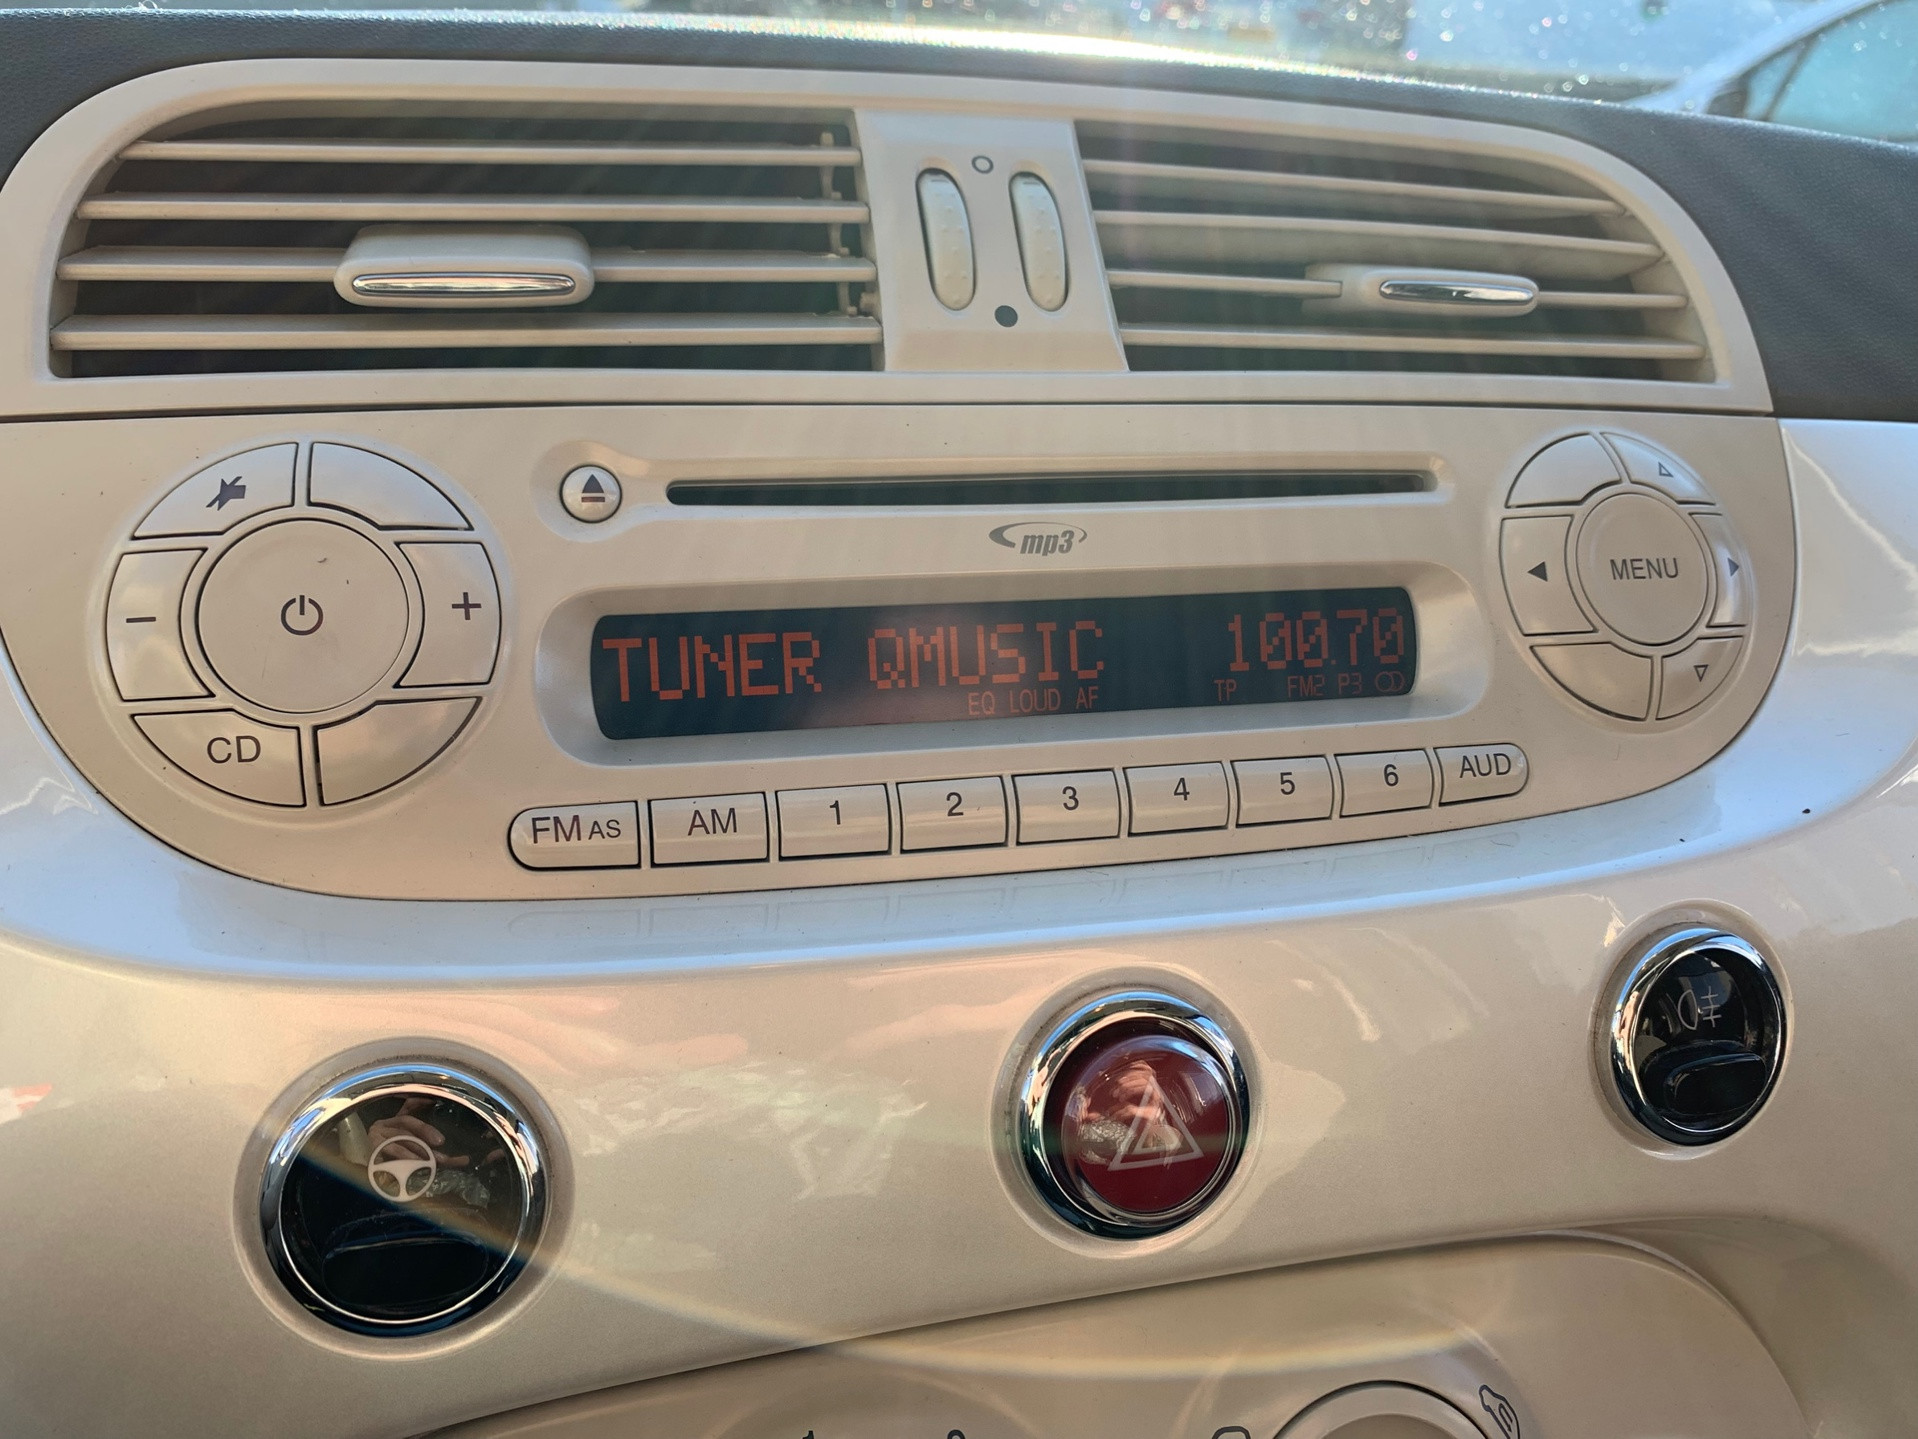 mp3
MENU
TUNER QMUSIC 100.70
EQ LOUD AF TP FM2 P3
CD
FM AS AM 1 2 3 4 5 6 AUD